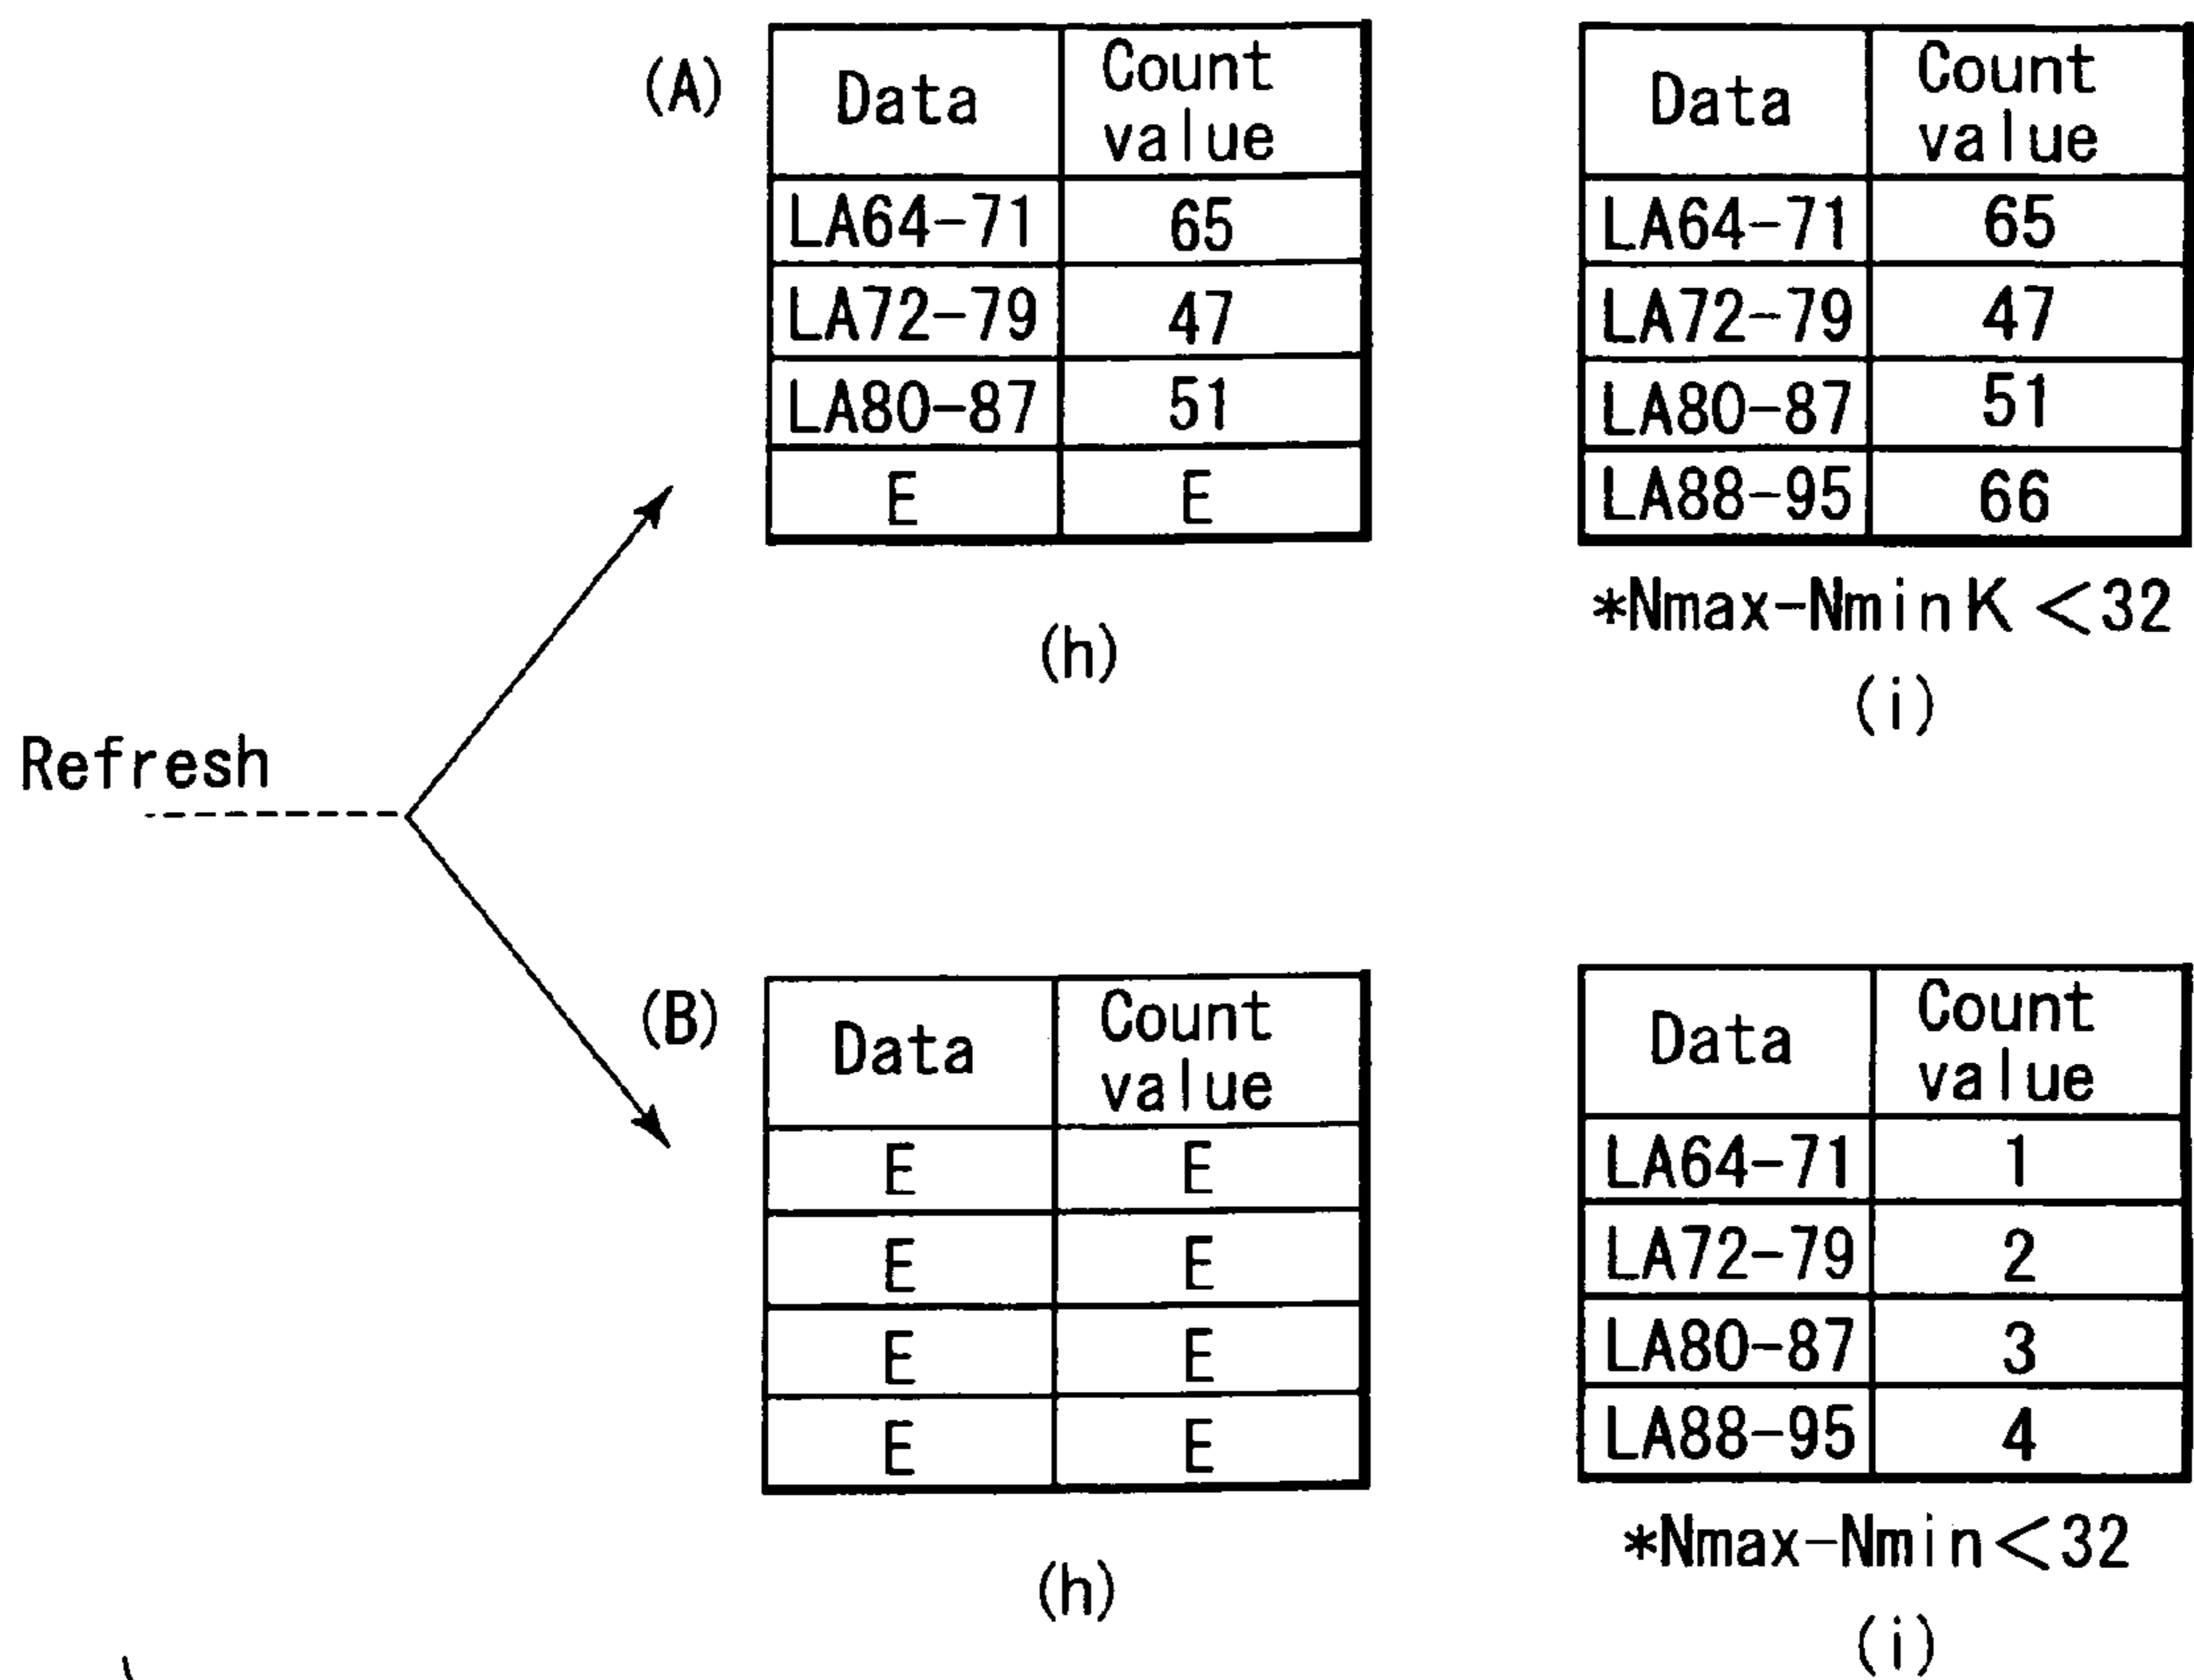 (A)
Data Count value
LA64-71 65
LA72-79 47
LA80-87 51
E E
(h)
Data Count value
LA64-71 65
LA72-79 47
LA80-87 51
LA88-95 66
*Nmax-NminK <32
(i)
Refresh
(B)
Data Count value
E E
E E
E E
E E
(h)
Data Count value
LA64-71 1
LA72-79 2
LA80-87 3
LA88-95 4
*Nmax-Nmin<32
(i)